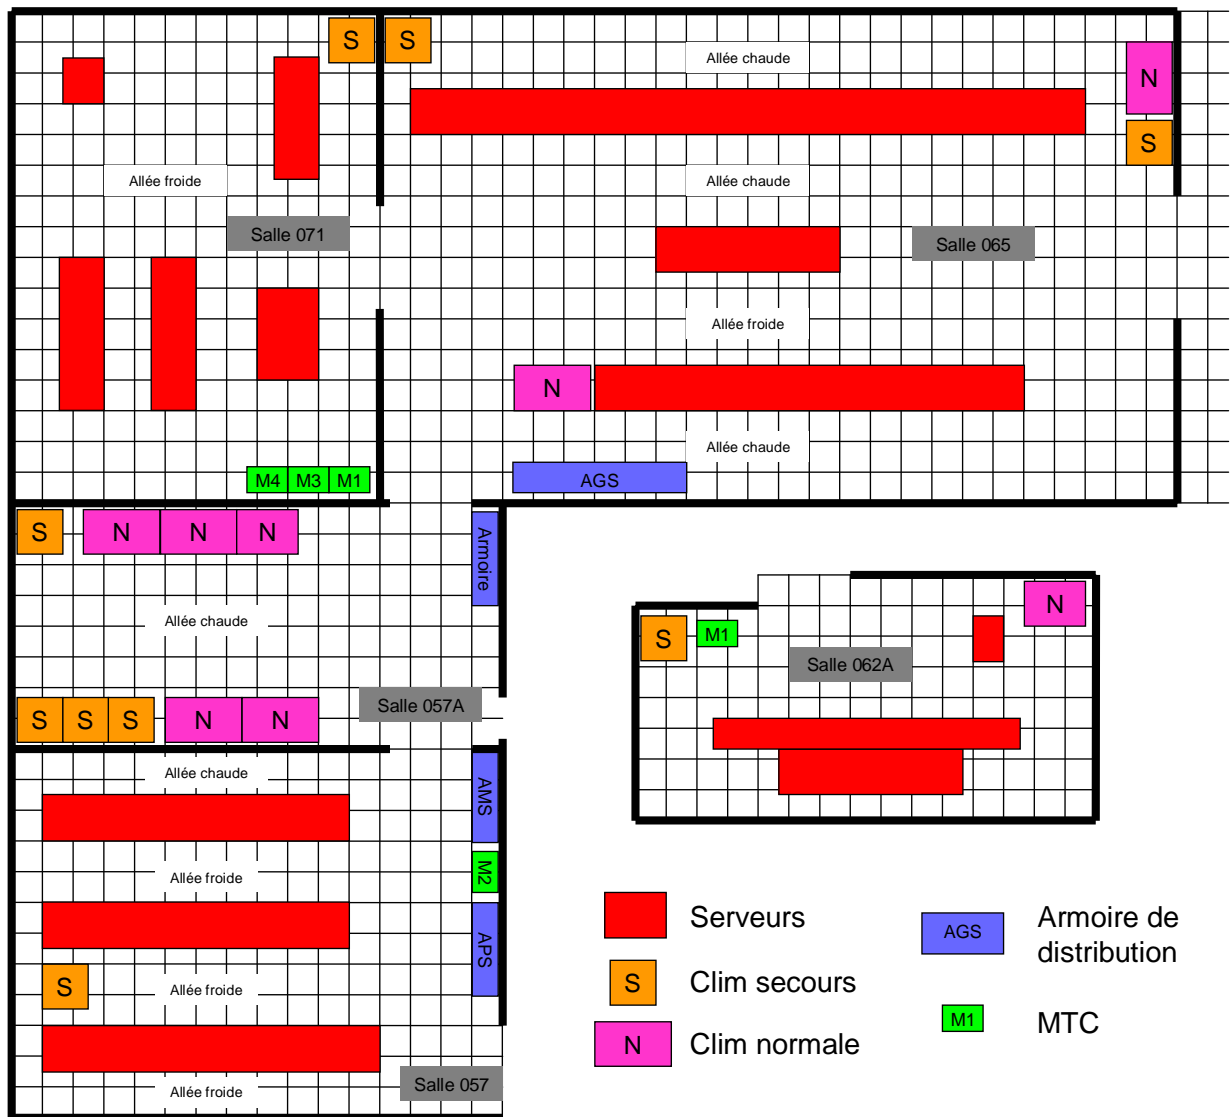 S
S
Allée chaude
N
S
Allée froide
Allée chaude
Salle 071
Salle 065
Allée froide
N
Allée chaude
M4
M3
M1
AGS
S
N
N
N
Armoire
Allée chaude
S
S
S
N
N
Salle 057A
Allée chaude
AMS
Allée froide
M2
APS
S
Allée froide
Allée froide
Salle 057
N
S
M1
Salle 062A
Serveurs
S
Clim secours
N
Clim normale
AGS
Armoire de
distribution
M1
MTC